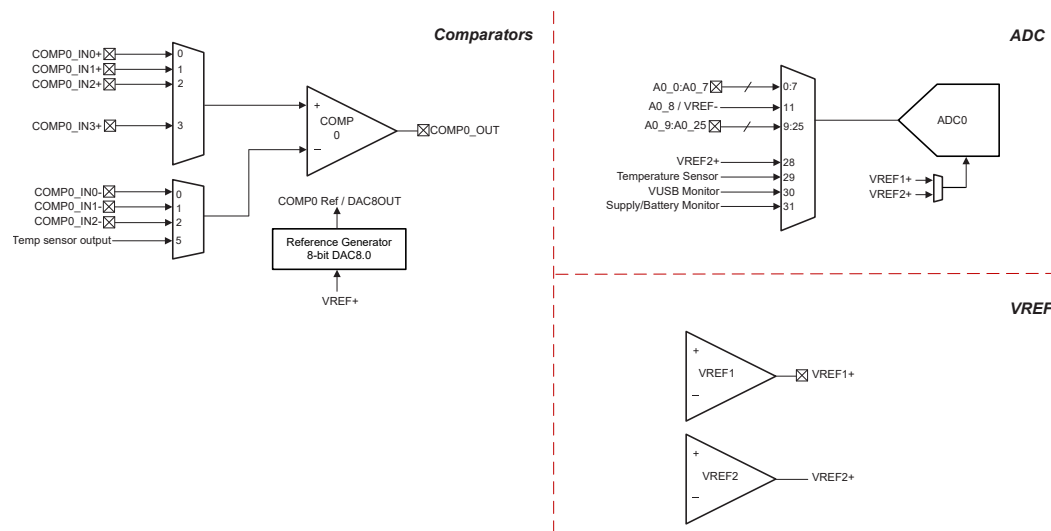 Comparators
COMP0_IN0+
COMP0_IN1+
COMP0_IN2+
COMP0_IN3+
0
1
2
3
+
COMP
0
–
COMP0_OUT
COMP0_IN0-
COMP0_IN1-
COMP0_IN2-
Temp sensor output
0
1
2
5
COMP0 Ref / DAC8OUT
Reference Generator
8-bit DAC8.0
VREF+
ADC
A0_0:A0_7
A0_8 / VREF-
A0_9:A0_25
VREF2+
Temperature Sensor
VUSB Monitor
Supply/Battery Monitor
0:7
11
9:25
28
29
30
31
ADC0
VREF1+
VREF2+
VREF
+
VREF1
–
VREF1+
+
VREF2
–
VREF2+